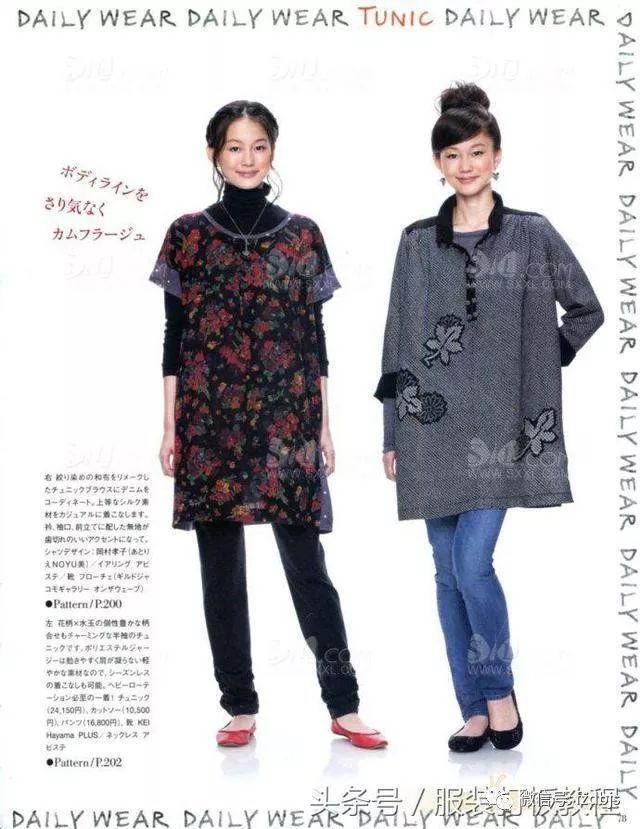 DAILY WEAR DAILY WEAR TUNIC DAILY WEAR
DAILY WEAR DAILY WEAR DAILY WEAR DAILY
ボディラインを
さり気なく
カムフラージュ
SXXL.COM
WWW.SXXL.COM
右 絞り染めの和布をリメークし
たチュニックブラウスにデニムを
コーディネート。上等なシルク素
材をカジュアルに着こなします。
衿、袖口、前立てに配した無地が
歯切れのいいアクセントになって。
シャツデザイン:岡村孝子(あとり
えNOYU美)/イアリング アビ
ステ/靴 フローチェ(ギルドジャ
コモギャラリー オンザウェーブ)
●Pattern/P.200
左 花柄×水玉の個性豊かな柄
合せもチャーミングな半袖のチュ
ニックです。ポリエステルジャー
ジーは動きやすく肩が凝らない軽
やかな素材なので、シーズンレス
の着こなしも可能。ヘビーローテ
ーション必至の一着!チュニック
(24,150円)、カットソー(10,500
円)、パンツ(16,800円)、靴 KEI
Hayama PLUS/ネックレス ア
ビステ
●Pattern/P.202
头条号/服装
DAILY WEAR DAILY WEAR DAILY WEAR DAILY
78